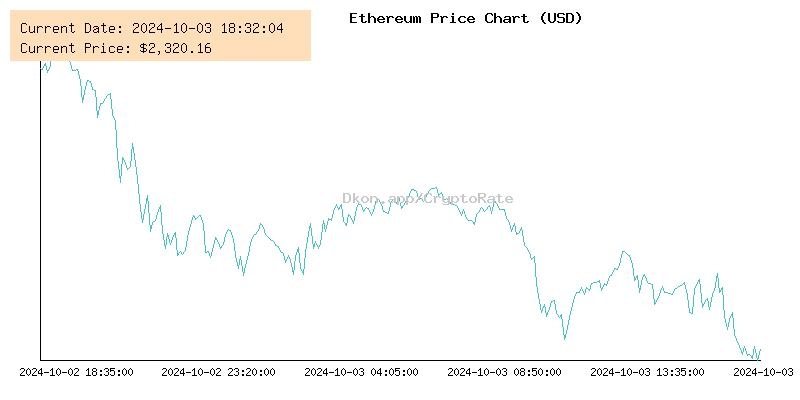 Ethereum Price Chart (USD)
Current Date: 2024-10-03 18:32:04
Current Price: $2,320.16
Dkon.app/CryptoRate
2024-10-02 18:35:00 2024-10-02 23:20:00 2024-10-03 04:05:00 2024-10-03 08:50:00 2024-10-03 13:35:00 2024-10-03